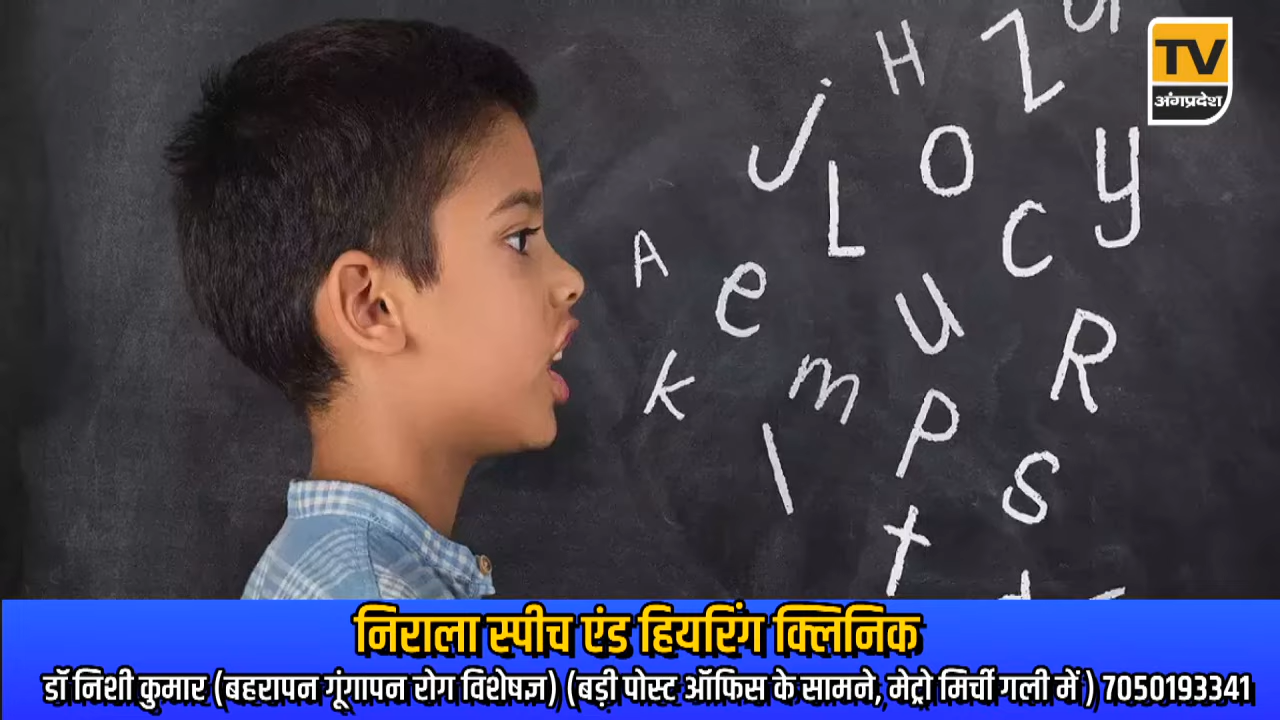 H Z
TV
अंगप्रदेश
J L O y
A e C
u
K m R
P
l S
t
निराला स्पीच एंड हियरिंग क्लिनिक
डॉ निशी कुमार (बहरापन गूंगापन रोग विशेषज्ञ) (बड़ी पोस्ट ऑफिस के सामने, मेट्रो मिर्ची गली में ) 7050193341